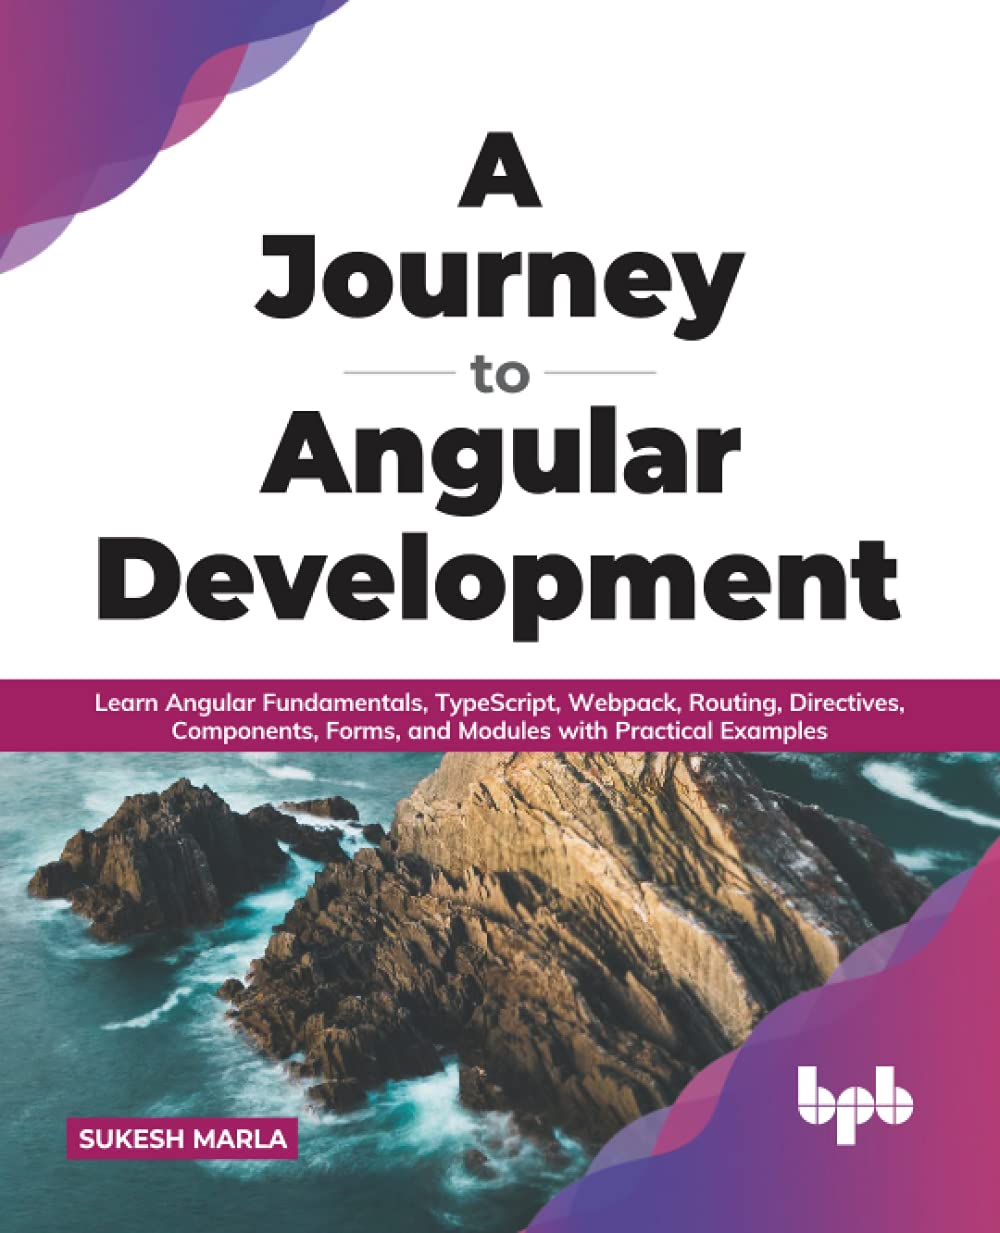 A
Journey
to
Angular
Development
Learn Angular Fundamentals, TypeScript, Webpack, Routing, Directives,
Components, Forms, and Modules with Practical Examples
SUKESH MARLA
bpb